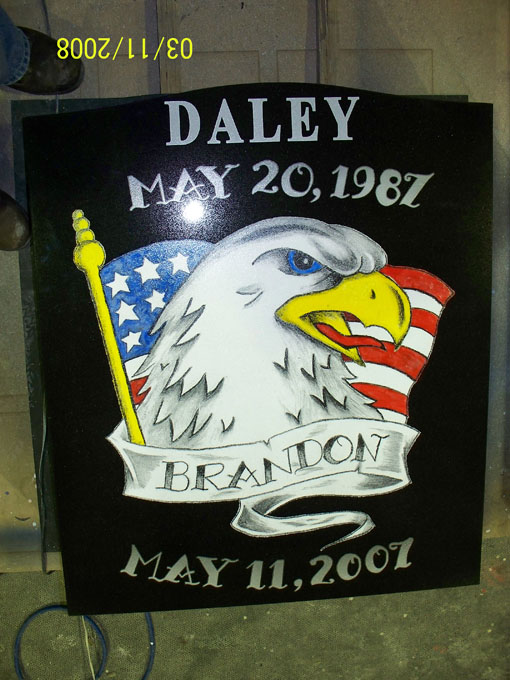 03/11/2008
DALEY
MAY 20, 1987
BRANDON
MAY 11, 2007